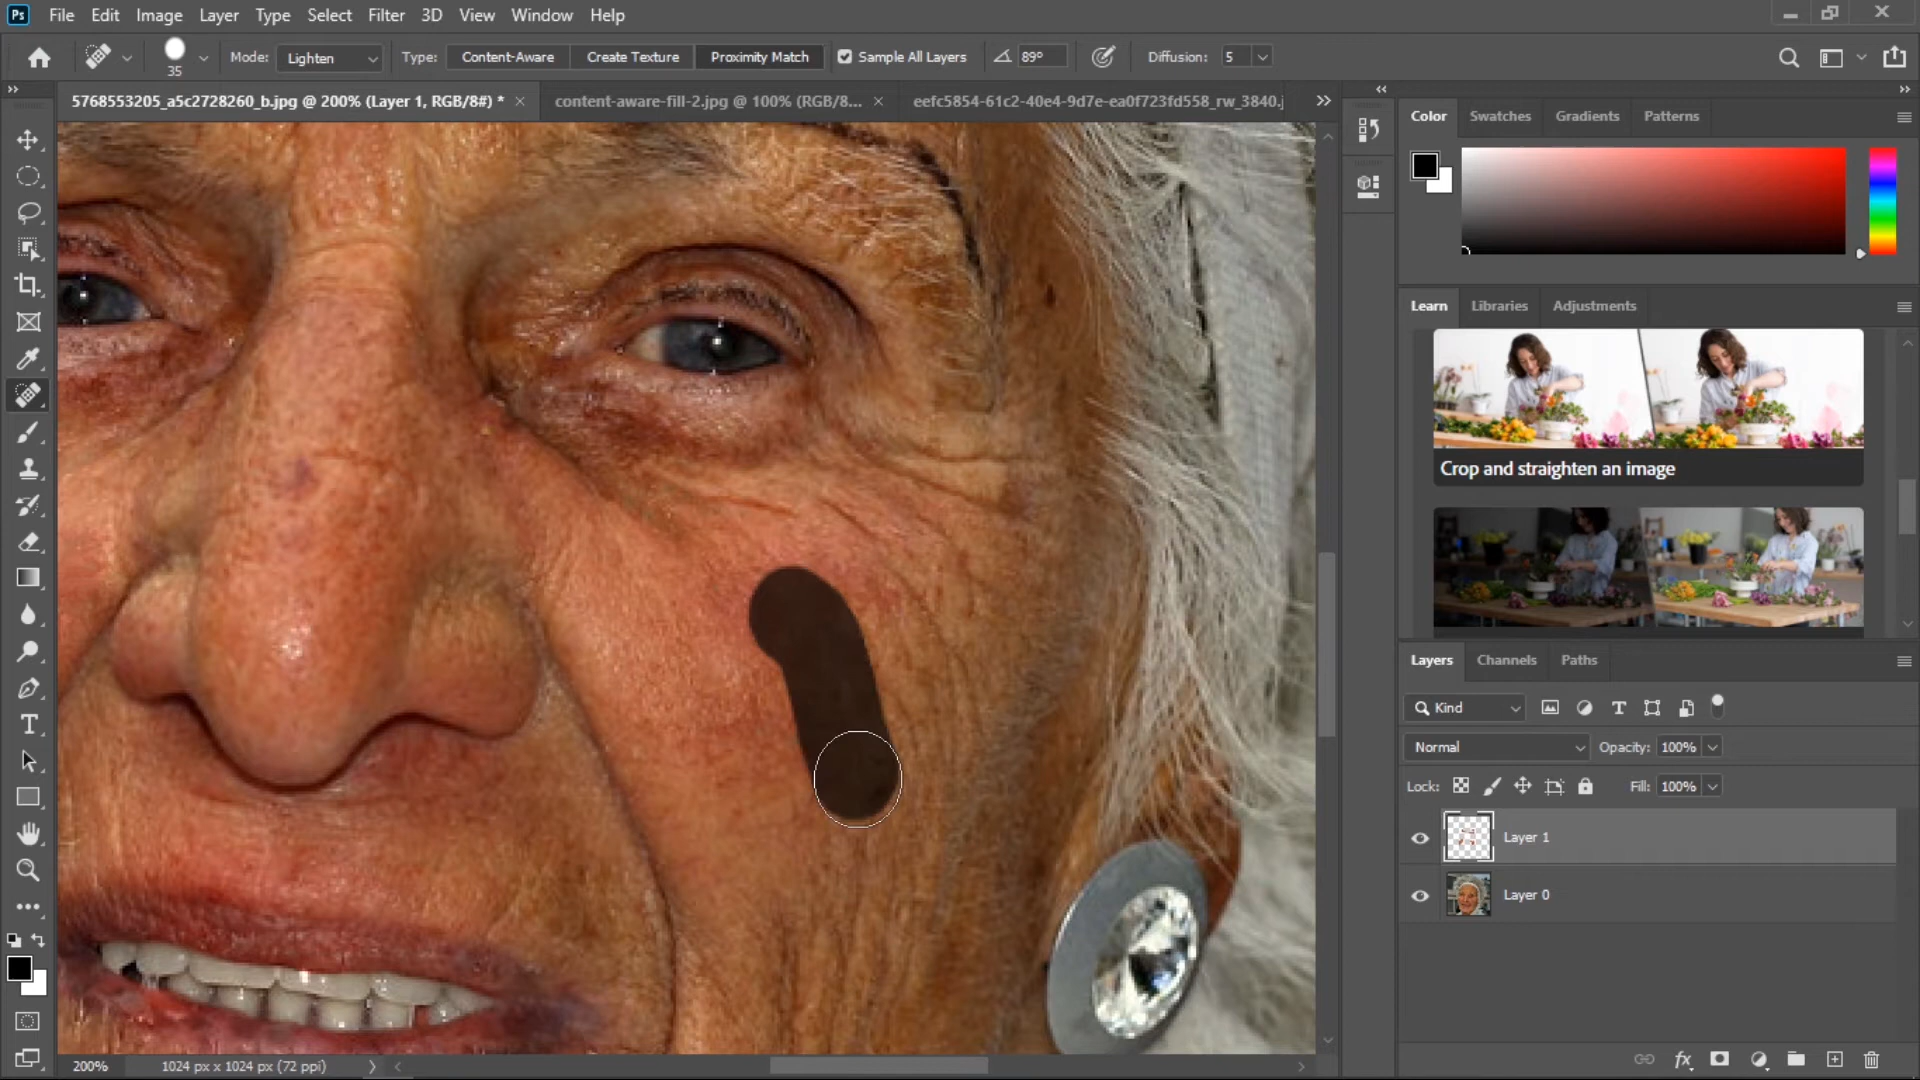 Ps File Edit Image Layer Type Select Filter 3D View Window Help
35 Mode: Lighten Type: Content-Aware Create Texture Proximity Match Sample All Layers 89° Diffusion: 5
5768553205_a5c2728260_b.jpg @ 200% (Layer 1, RGB/8#) * × content-aware-fill-2.jpg @ 100% (RGB/8... × eefc5854-61c2-40e4-9d7e-ea0f723fd558_rw_3840.j
Color Swatches Gradients Patterns
Learn Libraries Adjustments
Crop and straighten an image
Layers Channels Paths
Kind
Normal Opacity: 100%
Lock: Fill: 100%
Layer 1
Layer 0
200% 1024 px x 1024 px (72 ppi)